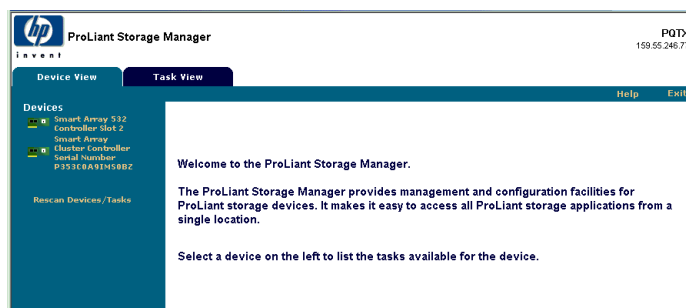 hp
ProLiant Storage Manager
invent
PQTX
159.55.246.7
Device View
Task View
Help
Exit
Devices
Smart Array 532
Controller Slot 2
Smart Array
Cluster Controller
Serial Number
P353C0A9IMS0BZ
Rescan Devices/Tasks
Welcome to the ProLiant Storage Manager.
The ProLiant Storage Manager provides management and configuration facilities for
ProLiant storage devices. It makes it easy to access all ProLiant storage applications from a
single location.
Select a device on the left to list the tasks available for the device.